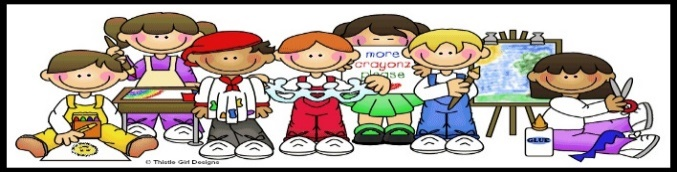 more
crayonz
please
GLUE
© Thistle Girl Designs